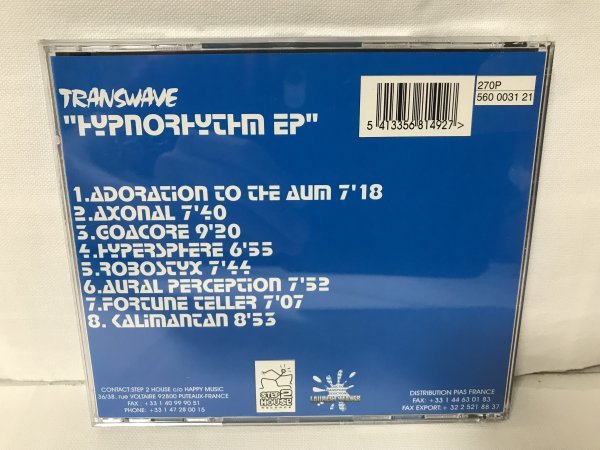 TRANSWAVE
"HYPNORHYTHM EP"
270P
560 0031 21
5 413356 814927 >
1.ADORATION TO THE AUM 7'18
2.AXONAL 7'40
3.GOACORE 9'20
4.HYPERSPHERE 6'55
5.ROBOSTYX 7'44
6.AURAL PERCEPTION 7'52
7.FORTUNE TELLER 7'07
8. KALIMANTAN 8'53
CONTACT:STEP 2 HOUSE c/o HAPPY MUSIC
36/38. rue VOLTAIRE 92800 PUTEAUX-FRANCE
FAX. +33 1 40 99 90 51
PHONE: +33 1 47 28 00 15
STEP
2
HOUSE
RECORDS
DISTRIBUTION PIAS FRANCE
FAX: +33 1 44 63 01 83
FAX EXPORT: + 32 2 521 88 37